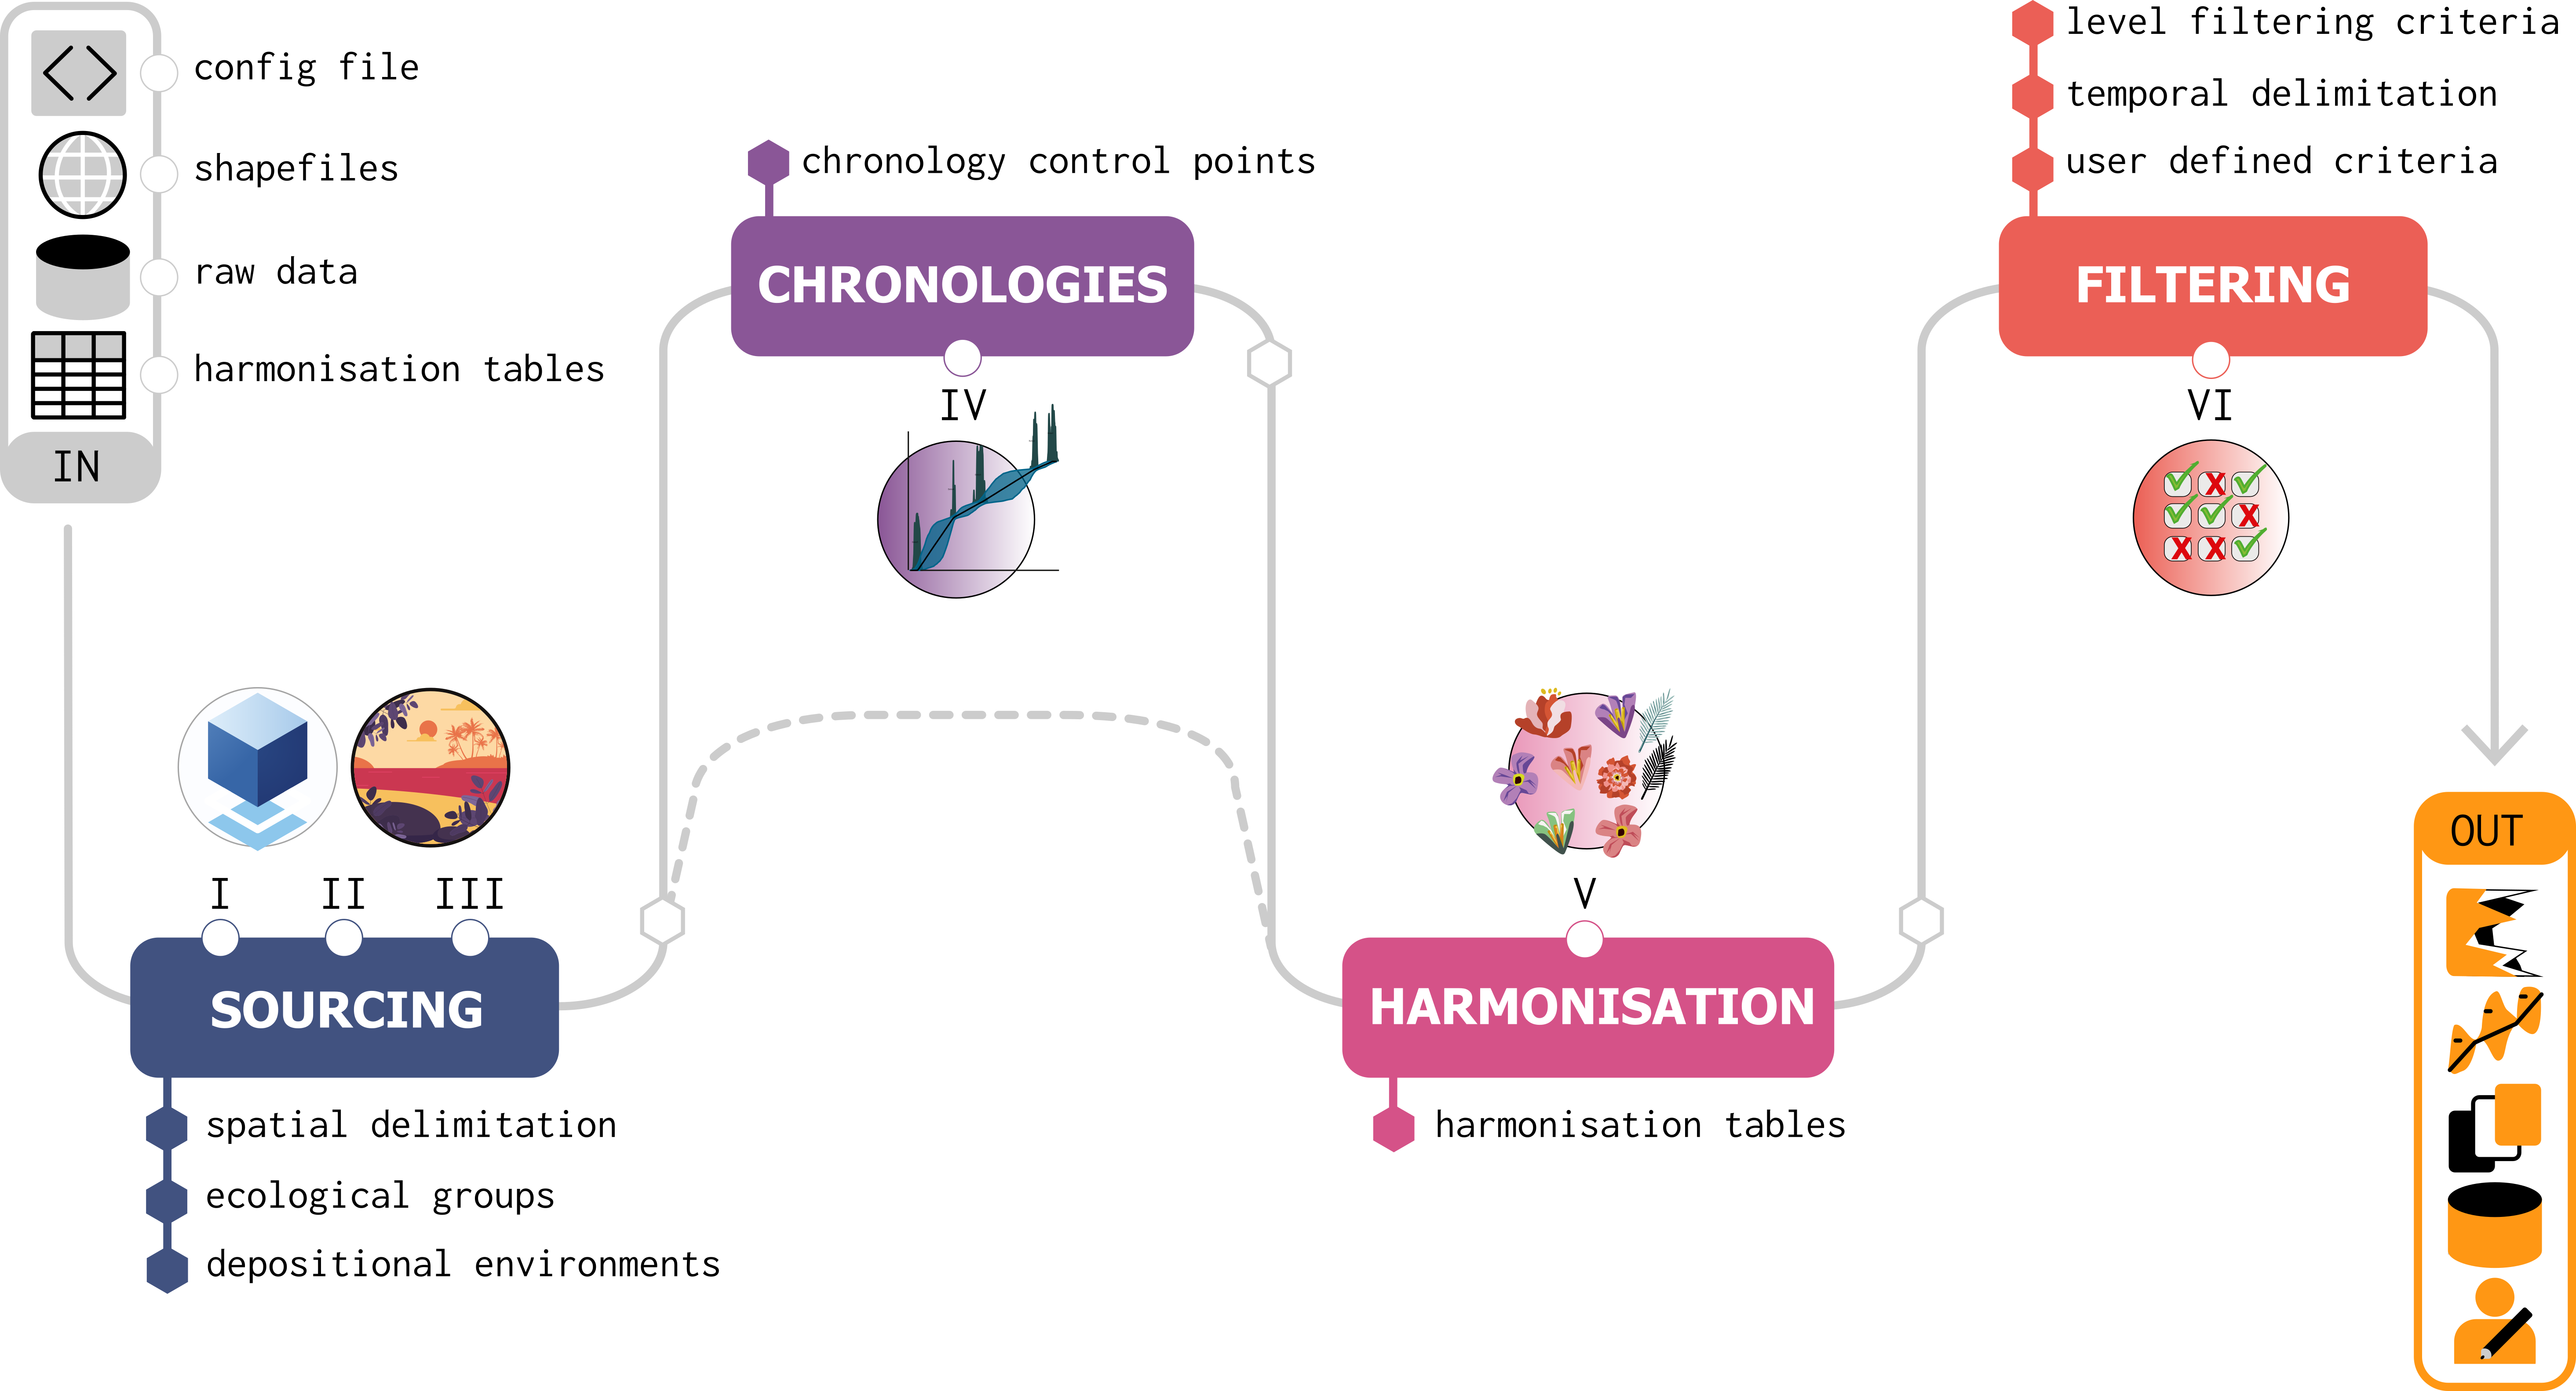 config file
shapefiles
raw data
harmonisation tables
IN
I
II
III
SOURCING
spatial delimitation
ecological groups
depositional environments
chronology control points
CHRONOLOGIES
IV
V
HARMONISATION
harmonisation tables
level filtering criteria
temporal delimitation
user defined criteria
FILTERING
VI
OUT